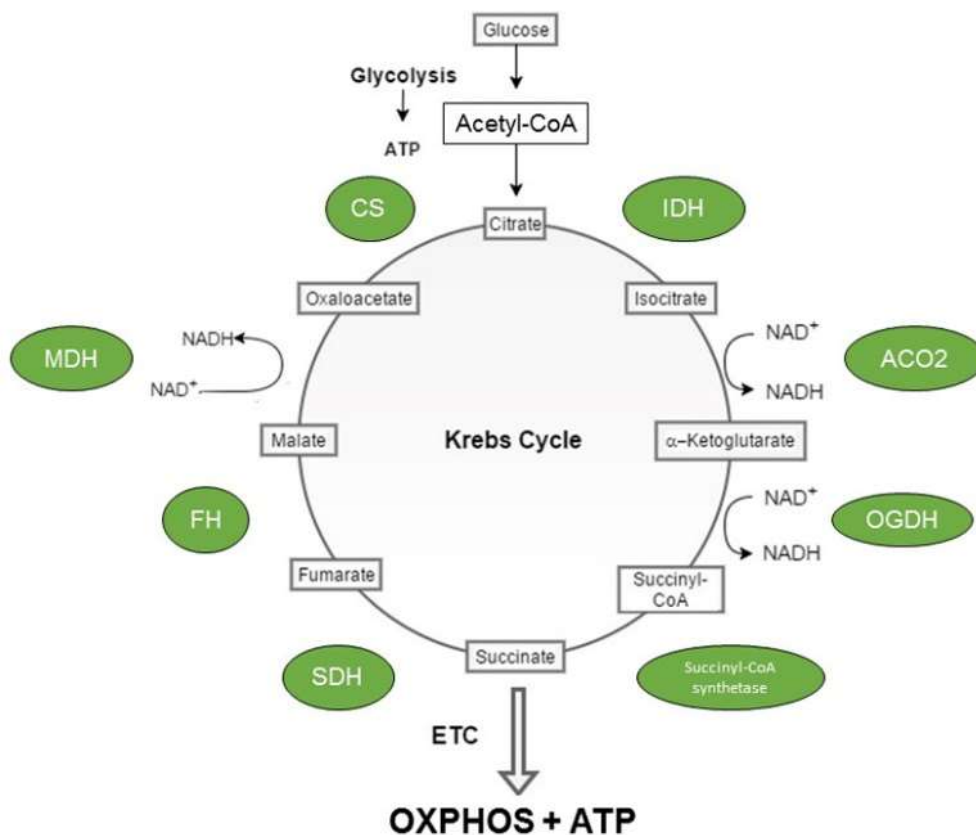 Glucose
Glycolysis
Acetyl-CoA
ATP
CS
IDH
Citrate
Oxaloacetate
Isocitrate
MDH
NADH
NAD+
NAD+
NADH
ACO2
Malate
Krebs Cycle
α–Ketoglutarate
FH
NAD+
NADH
OGDH
Fumarate
Succinyl-
CoA
Succinate
SDH
Succinyl-CoA
synthetase
ETC
OXPHOS + ATP